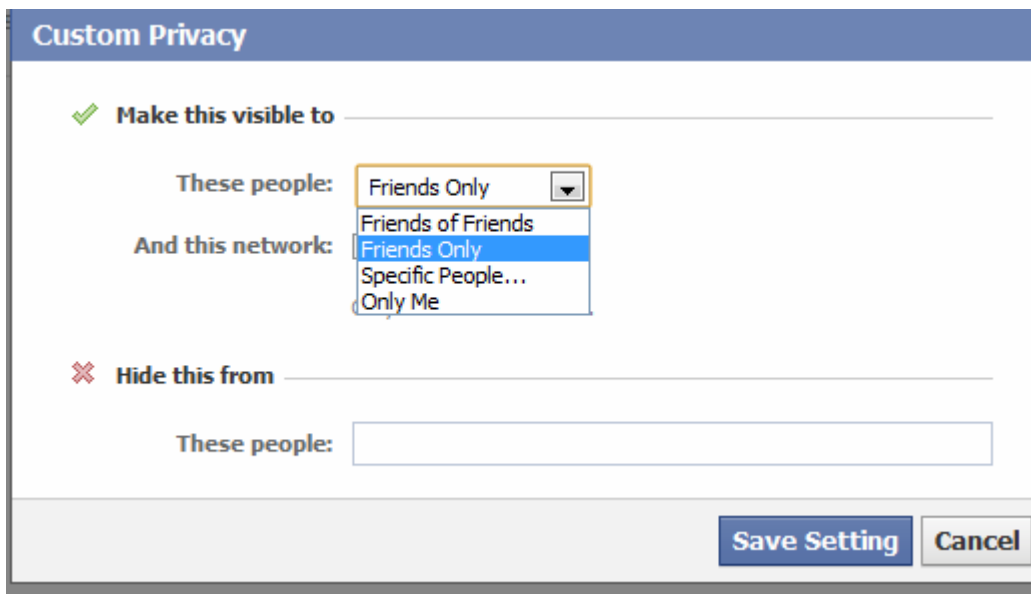 Custom Privacy
Make this visible to
These people: Friends Only
Friends of Friends
And this network: Friends Only
Specific People...
Only Me
Hide this from
These people:
Save Setting Cancel